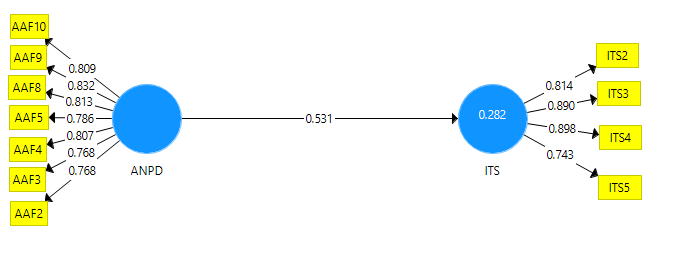 AAF10
AAF9
AAF8
AAF5
AAF4
AAF3
AAF2
0.809
0.832
0.813
0.786
0.807
0.768
0.768
ANPD
0.531
0.282
ITS
0.814
0.890
0.898
0.743
ITS2
ITS3
ITS4
ITS5